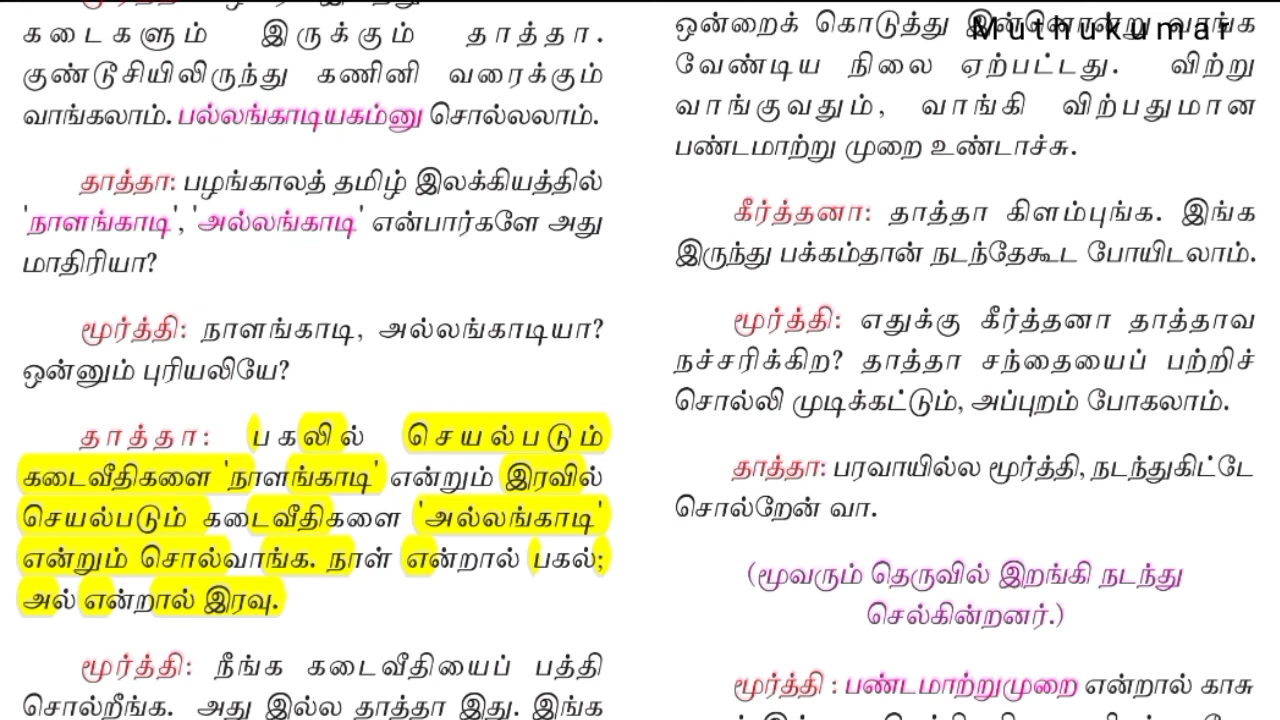 கடைகளும் இருக்கும் தாத்தா.
குண்டூசியிலிருந்து கணினி வரைக்கும்
வாங்கலாம். பல்லங்காடியகம்னு சொல்லலாம்.
தாத்தா: பழங்காலத் தமிழ் இலக்கியத்தில்
'நாளங்காடி', 'அல்லங்காடி' என்பார்களே அது
மாதிரியா?
மூர்த்தி: நாளங்காடி, அல்லங்காடியா?
ஒன்னும் புரியலியே?
தாத்தா: பகலில் செயல்படும்
கடைவீதிகளை 'நாளங்காடி' என்றும் இரவில்
செயல்படும் கடைவீதிகளை 'அல்லங்காடி'
என்றும் சொல்வாங்க. நாள் என்றால் பகல்;
அல் என்றால் இரவு.
மூர்த்தி: நீங்க கடைவீதியைப் பத்தி
சொல்றீங்க. அது இல்ல தாத்தா இது. இங்க
Muthukumar
ஒன்றைக் கொடுத்து இன்னொன்று வாங்க
வேண்டிய நிலை ஏற்பட்டது. விற்று
வாங்குவதும், வாங்கி விற்பதுமான
பண்டமாற்று முறை உண்டாச்சு.
கீர்த்தனா: தாத்தா கிளம்புங்க. இங்க
இருந்து பக்கம்தான் நடந்தேகூட போயிடலாம்.
மூர்த்தி: எதுக்கு கீர்த்தனா தாத்தாவ
நச்சரிக்கிற? தாத்தா சந்தையைப் பற்றிச்
சொல்லி முடிக்கட்டும், அப்புறம் போகலாம்.
தாத்தா: பரவாயில்ல மூர்த்தி, நடந்துகிட்டே
சொல்றேன் வா.
(மூவரும் தெருவில் இறங்கி நடந்து
செல்கின்றனர்.)
மூர்த்தி : பண்டமாற்றுமுறை என்றால் காசு